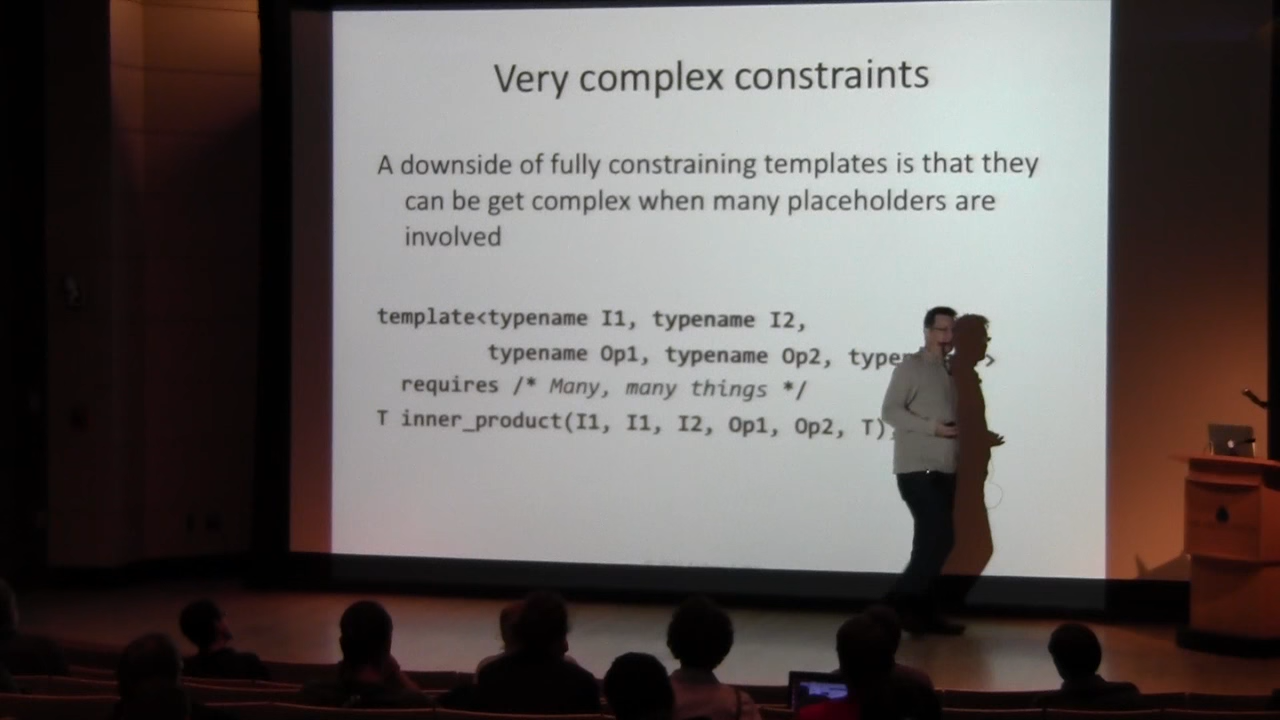 Very complex constraints
A downside of fully constraining templates is that they
can be get complex when many placeholders are
involved
template<typename I1, typename I2,
typename Op1, typename Op2, >
requires /* Many, many things */
T inner_product(I1, I1, I2, Op1, Op2, T)